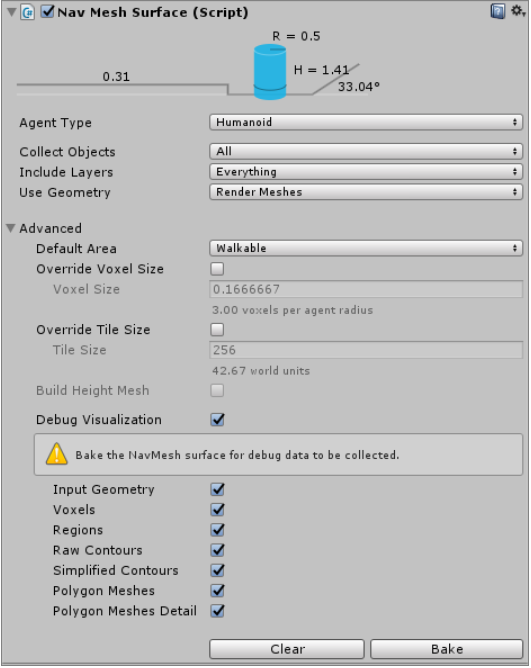 Nav Mesh Surface (Script)
R = 0.5
0.31
H = 1.41
33.04°
Agent Type Humanoid
Collect Objects All
Include Layers Everything
Use Geometry Render Meshes
Advanced
Default Area Walkable
Override Voxel Size
Voxel Size 0.1666667
3.00 voxels per agent radius
Override Tile Size
Tile Size 256
42.67 world units
Build Height Mesh
Debug Visualization
Bake the NavMesh surface for debug data to be collected.
Input Geometry
Voxels
Regions
Raw Contours
Simplified Contours
Polygon Meshes
Polygon Meshes Detail
Clear Bake